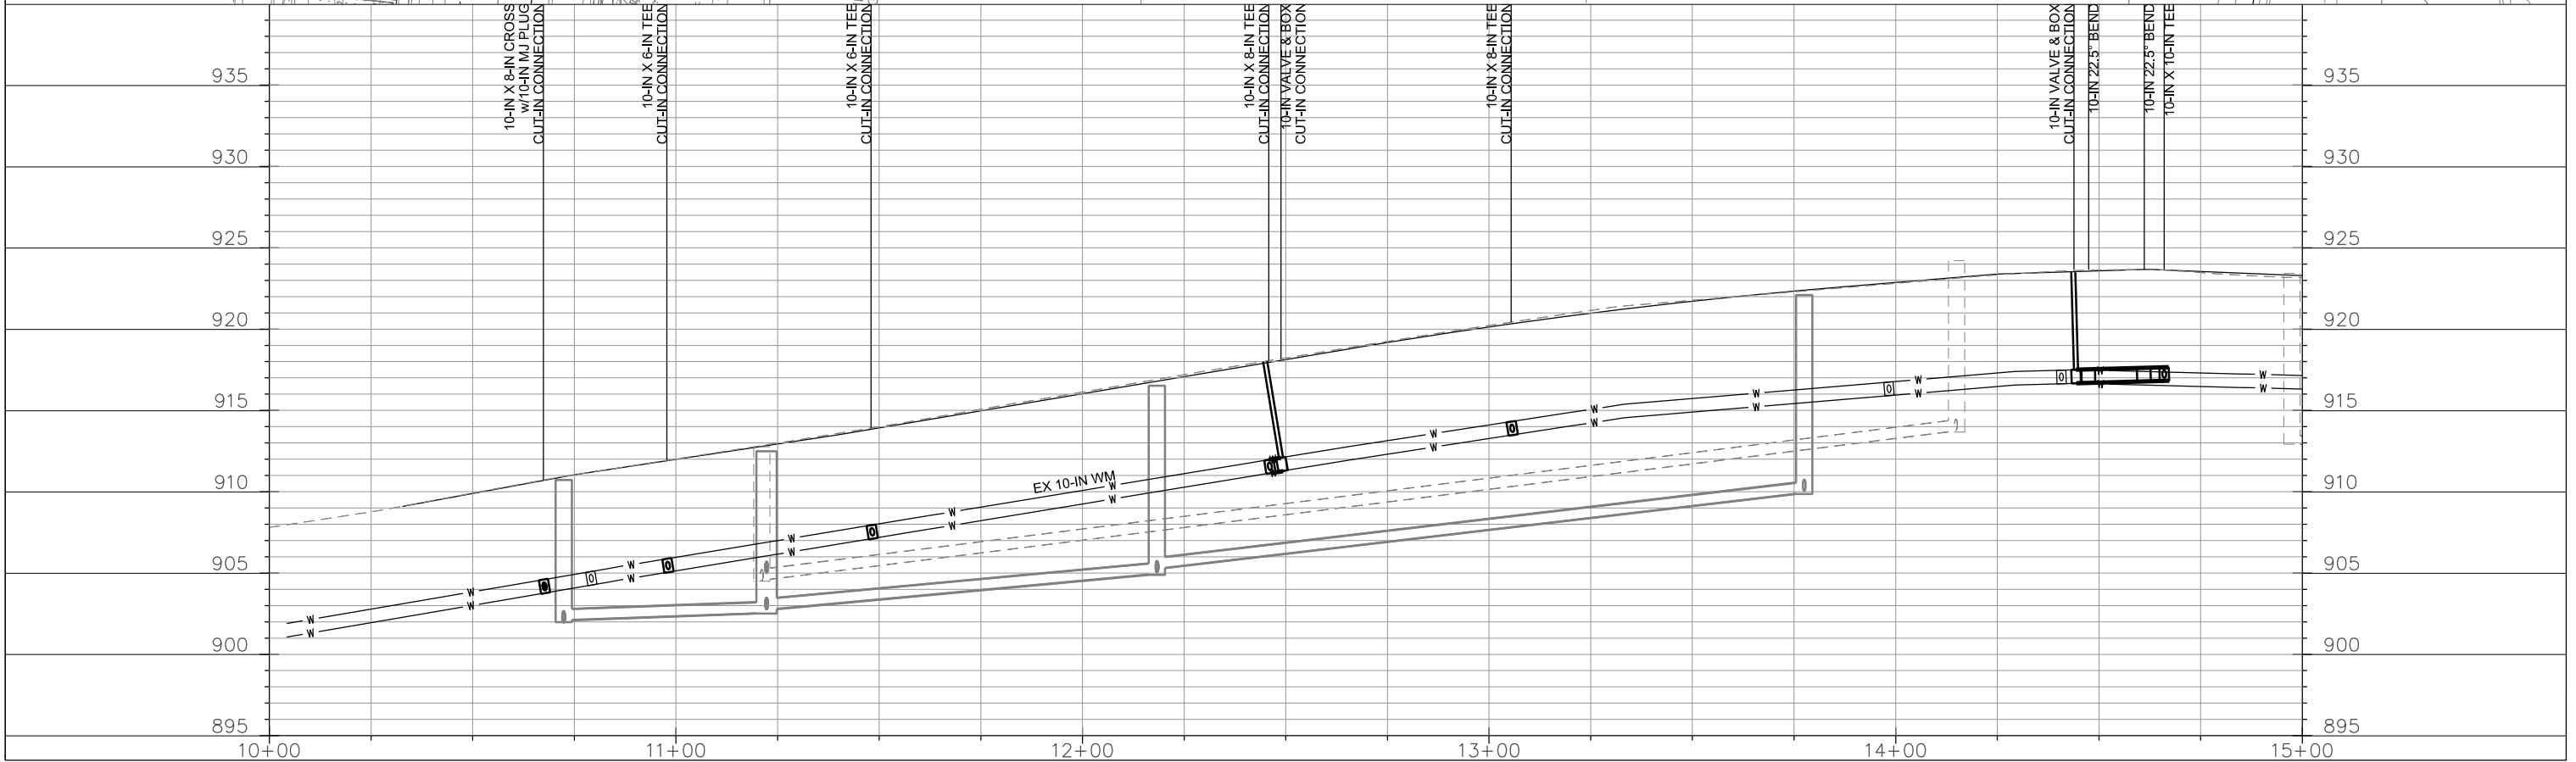 10-IN X 8-IN CROSS
w/10-IN MJ PLUG
CUT-IN CONNECTION
10-IN X 6-IN TEE
CUT-IN CONNECTION
10-IN X 6-IN TEE
CUT-IN CONNECTION
10-IN X 8-IN TEE
CUT-IN CONNECTION
10-IN VALVE & BOX
CUT-IN CONNECTION
10-IN X 8-IN TEE
CUT-IN CONNECTION
10-IN VALVE & BOX
CUT-IN CONNECTION
10-IN 22.5° BEND
10-IN 22.5° BEND
10-IN X 10-IN TEE
935 935
930 930
925 925
920 920
915 915
910 910
905 905
900 900
895 895
EX 10-IN WM
W W W W W W W W W W W W
W W W W W W W W W W W W
10+00 11+00 12+00 13+00 14+00 15+00